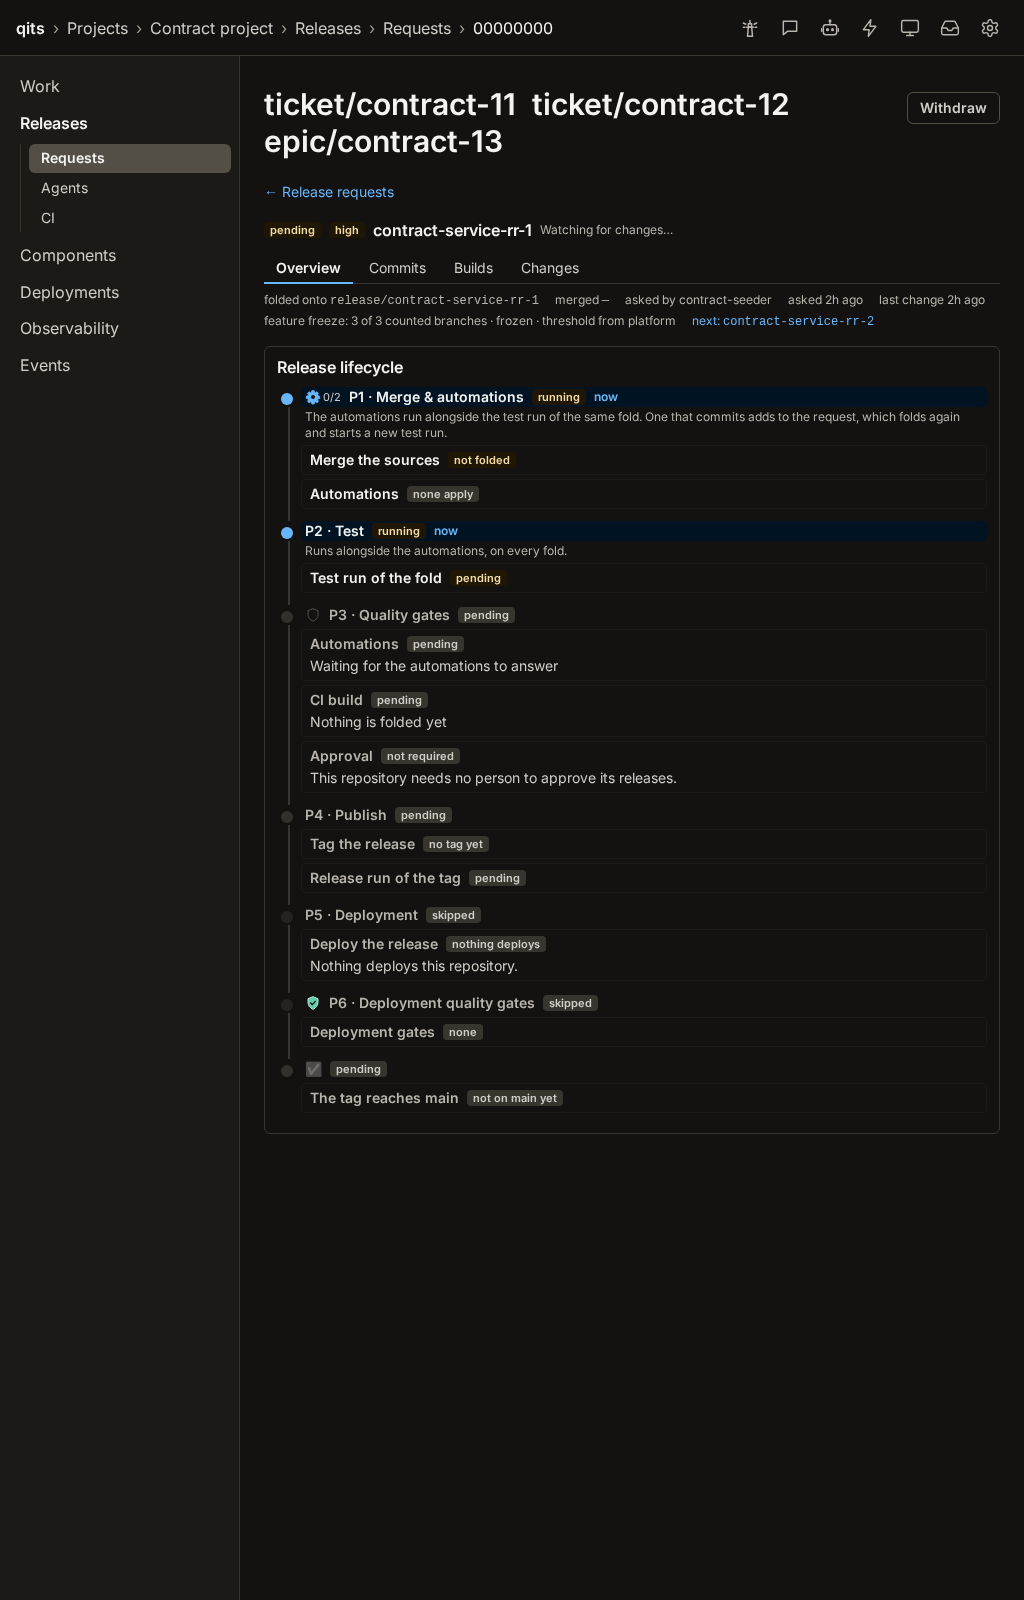 qits › Projects › Contract project › Releases › Requests › 00000000
Work
Releases
Requests
Agents
CI
Components
Deployments
Observability
Events
ticket/contract-11 ticket/contract-12
epic/contract-13
Withdraw
← Release requests
pending high contract-service-rr-1 Watching for changes...
Overview Commits Builds Changes
folded onto release/contract-service-rr-1 merged — asked by contract-seeder asked 2h ago last change 2h ago
feature freeze: 3 of 3 counted branches · frozen · threshold from platform next: contract-service-rr-2
Release lifecycle
0/2 P1 · Merge & automations running now
The automations run alongside the test run of the same fold. One that commits adds to the request, which folds again
and starts a new test run.
Merge the sources not folded
Automations none apply
P2 · Test running now
Runs alongside the automations, on every fold.
Test run of the fold pending
P3 · Quality gates pending
Automations pending
Waiting for the automations to answer
CI build pending
Nothing is folded yet
Approval not required
This repository needs no person to approve its releases.
P4 · Publish pending
Tag the release no tag yet
Release run of the tag pending
P5 · Deployment skipped
Deploy the release nothing deploys
Nothing deploys this repository.
P6 · Deployment quality gates skipped
Deployment gates none
pending
The tag reaches main not on main yet